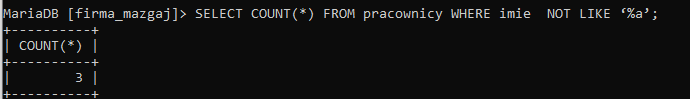 MariaDB [firma_mazgaj]> SELECT COUNT(*) FROM pracownicy WHERE imie  NOT LIKE ‘%a’;
+----------+
| COUNT(*) |
+----------+
|        3 |
+----------+